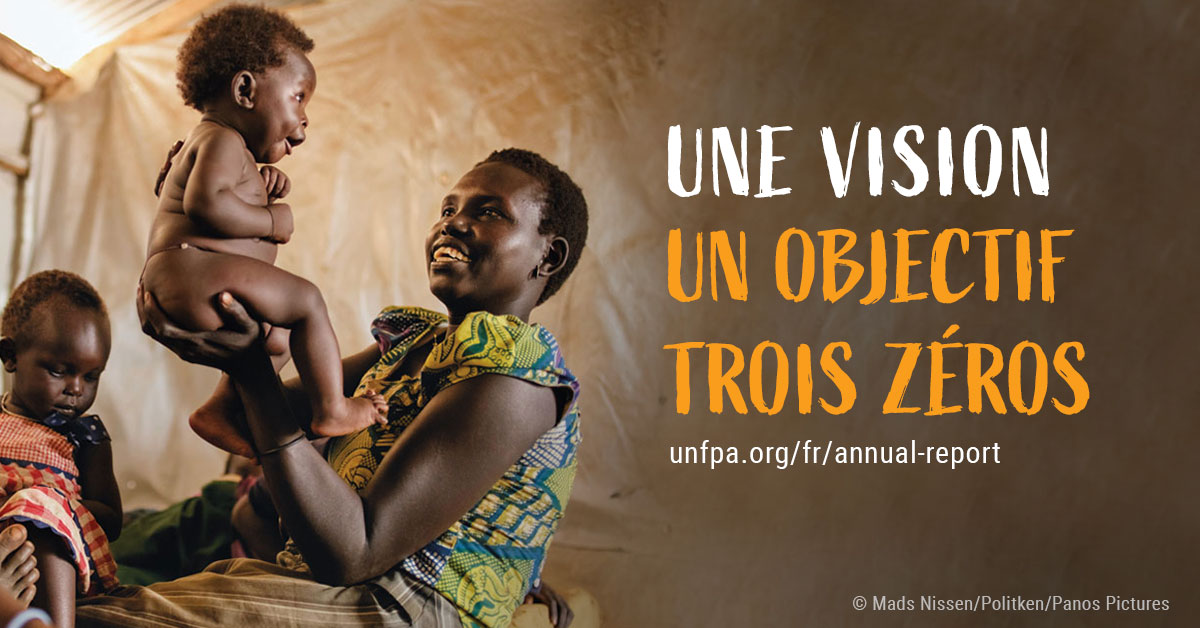 UNE VISION
UN OBJECTIF
TROIS ZÉROS
unfpa.org/fr/annual-report
© Mads Nissen/Politken/Panos Pictures